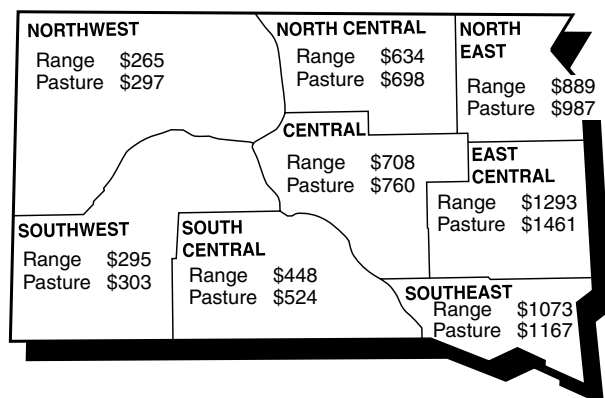 NORTHWEST
Range $265
Pasture $297
NORTH CENTRAL
Range $634
Pasture $698
NORTH
EAST
Range $889
Pasture $987
CENTRAL
Range $708
Pasture $760
EAST
CENTRAL
Range $1293
Pasture $1461
SOUTHWEST
Range $295
Pasture $303
SOUTH
CENTRAL
Range $448
Pasture $524
SOUTHEAST
Range $1073
Pasture $1167